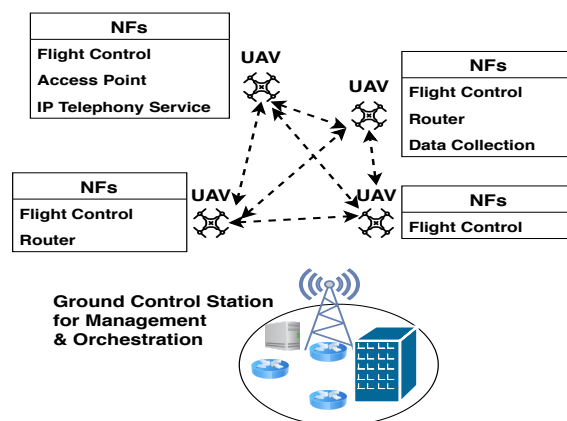 NFs
Flight Control
Access Point
IP Telephony Service
UAV
UAV
NFs
Flight Control
Router
Data Collection
NFs
Flight Control
Router
UAV
UAV
NFs
Flight Control
Ground Control Station
for Management
& Orchestration